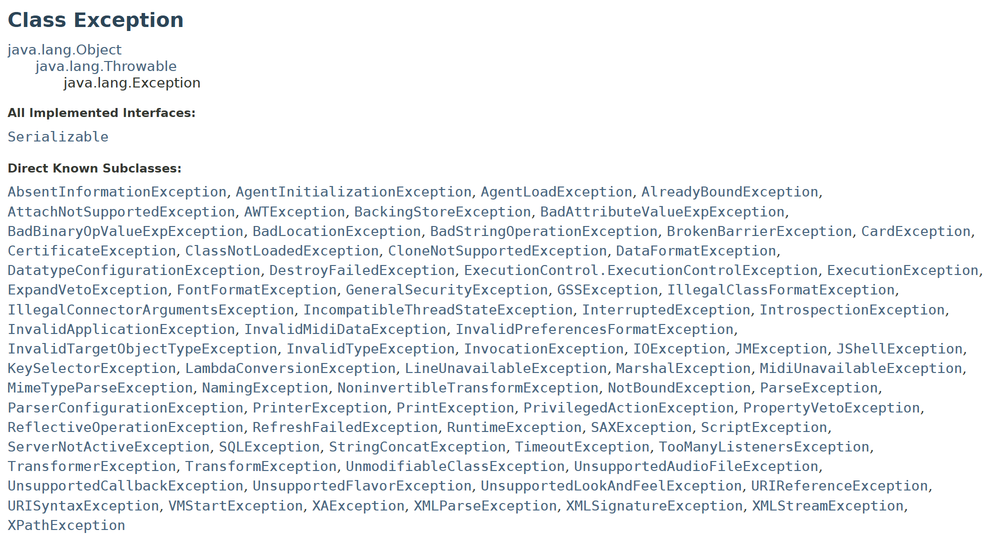 Class Exception
java.lang.Object
java.lang.Throwable
java.lang.Exception
All Implemented Interfaces:
Serializable
Direct Known Subclasses:
AbsentInformationException, AgentInitializationException, AgentLoadException, AlreadyBoundException,
AttachNotSupportedException, AWTException, BackingStoreException, BadAttributeValueExpException,
BadBinaryOpValueExpException, BadLocationException, BadStringOperationException, BrokenBarrierException, CardException,
CertificateException, ClassNotLoadedException, CloneNotSupportedException, DataFormatException,
DatatypeConfigurationException, DestroyFailedException, ExecutionControl.ExecutionControlException, ExecutionException,
ExpandVetoException, FontFormatException, GeneralSecurityException, GSSException, IllegalClassFormatException,
IllegalConnectorArgumentsException, IncompatibleThreadStateException, InterruptedException, IntrospectionException,
InvalidApplicationException, InvalidMidiDataException, InvalidPreferencesFormatException,
InvalidTargetObjectTypeException, InvalidTypeException, InvocationException, IOException, JMException, JShellException,
KeySelectorException, LambdaConversionException, LineUnavailableException, MarshalException, MidiUnavailableException,
MimeTypeParseException, NamingException, NoninvertibleTransformException, NotBoundException, ParseException,
ParserConfigurationException, PrinterException, PrintException, PrivilegedActionException, PropertyVetoException,
ReflectiveOperationException, RefreshFailedException, RuntimeException, SAXException, ScriptException,
ServerNotActiveException, SQLException, StringConcatException, TimeoutException, TooManyListenersException,
TransformerException, TransformException, UnmodifiableClassException, UnsupportedAudioFileException,
UnsupportedCallbackException, UnsupportedFlavorException, UnsupportedLookAndFeelException, URIReferenceException,
URISyntaxException, VMStartException, XAException, XMLParseException, XMLSignatureException, XMLStreamException,
XPathException